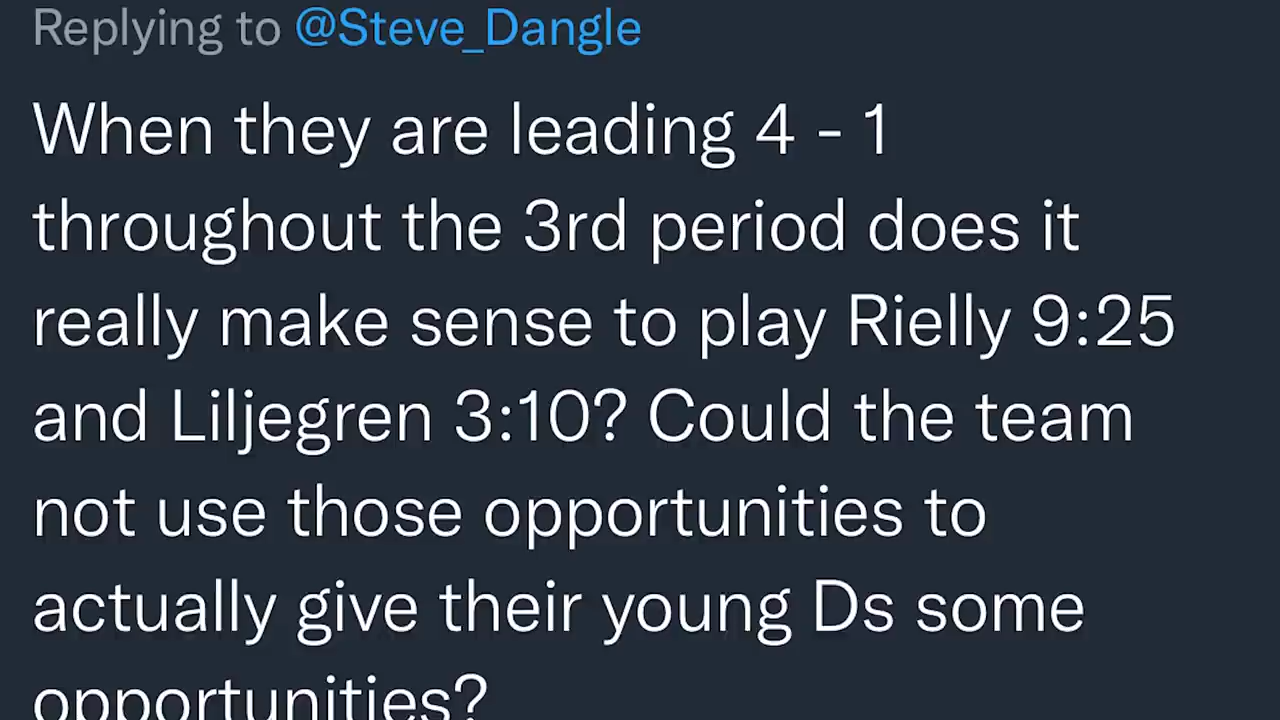 Replying to @Steve_Dangle
When they are leading 4 - 1
throughout the 3rd period does it
really make sense to play Rielly 9:25
and Liljegren 3:10? Could the team
not use those opportunities to
actually give their young Ds some
opportunities?